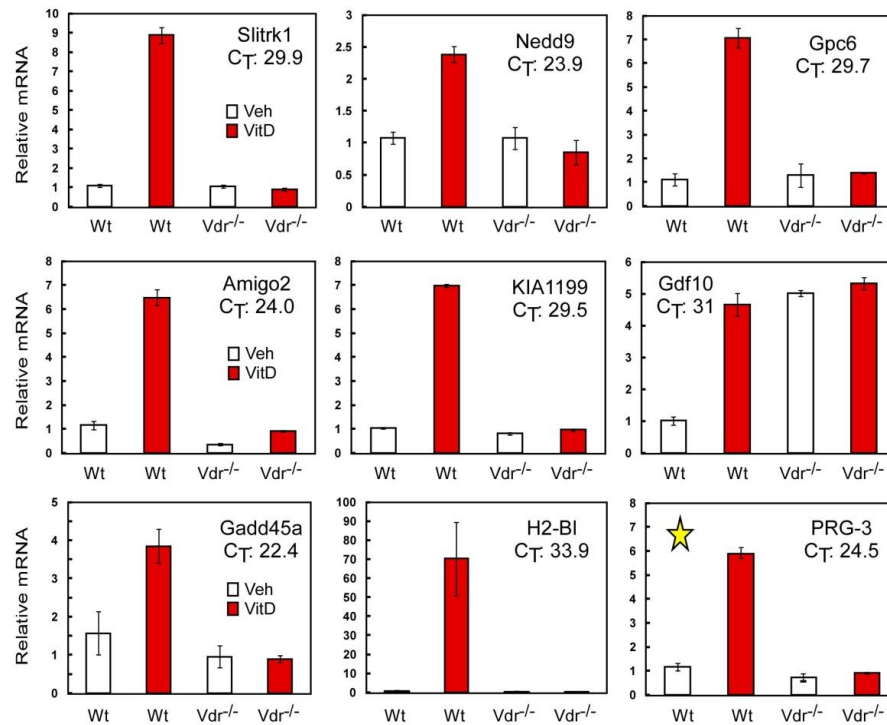 Relative mRNA
10
9
8
7
6
5
4
3
2
1
0
Slitrk1
CT: 29.9
Veh
VitD
Wt Wt Vdr-/- Vdr-/-
3
2.5
2
1.5
1
0.5
0
Nedd9
CT: 23.9
Wt Wt Vdr-/- Vdr-/-
8
7
6
5
4
3
2
1
0
Gpc6
CT: 29.7
Wt Wt Vdr-/- Vdr-/-
Relative mRNA
8
7
6
5
4
3
2
1
0
Amigo2
CT: 24.0
Veh
VitD
Wt Wt Vdr-/- Vdr-/-
8
7
6
5
4
3
2
1
0
KIA1199
CT: 29.5
Wt Wt Vdr-/- Vdr-/-
6
5
4
3
2
1
0
Gdf10
CT: 31
Wt Wt Vdr-/- Vdr-/-
Relative mRNA
5
4
3
2
1
0
Gadd45a
CT: 22.4
Veh
VitD
Wt Wt Vdr-/- Vdr-/-
100
90
80
70
60
50
40
30
20
10
0
H2-Bl
CT: 33.9
Wt Wt Vdr-/- Vdr-/-
8
7
6
5
4
3
2
1
0
PRG-3
CT: 24.5
Wt Wt Vdr-/- Vdr-/-